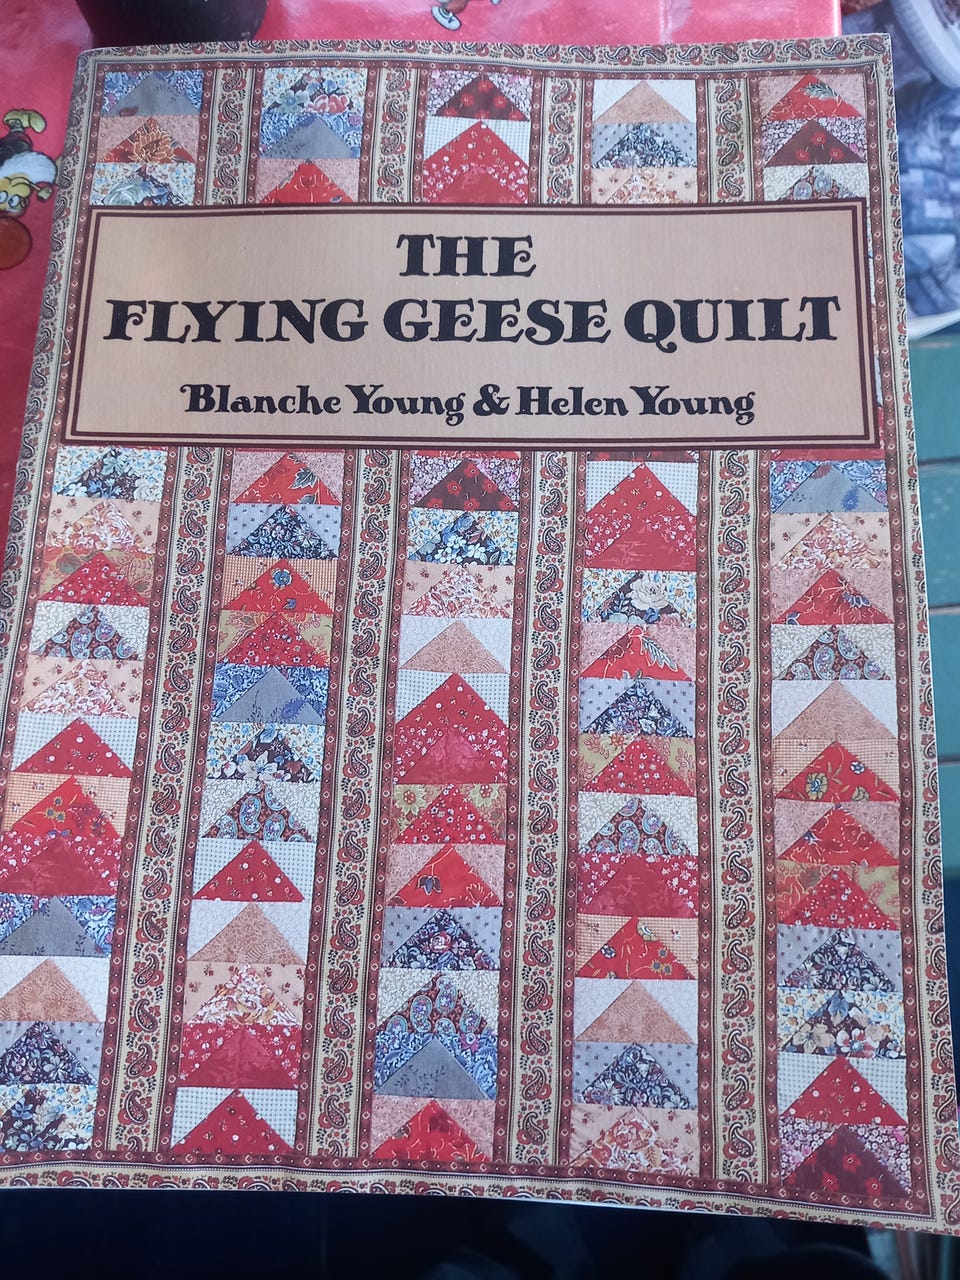 THE
FLYING GEESE QUILT
Blanche Young & Helen Young